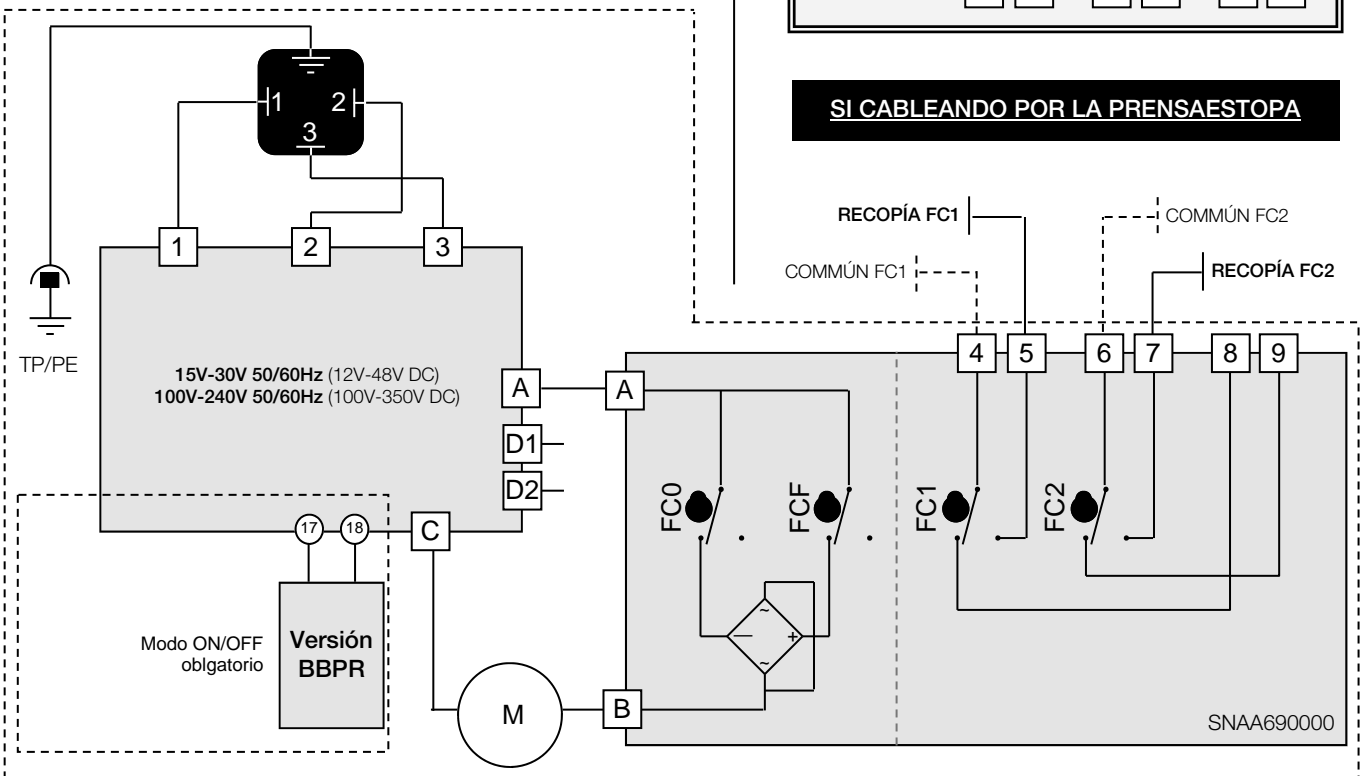 1
2
3
SI CABLEANDO POR LA PRENSAESTOPA
RECOPÍA FC1
COMMÚN FC2
COMMÚN FC1
RECOPÍA FC2
1
2
3
TP/PE
4
5
6
7
8
9
15V-30V 50/60Hz (12V-48V DC)
100V-240V 50/60Hz (100V-350V DC)
A
A
D1
D2
FC0
FCF
FC1
FC2
17
18
C
~
— +
~
Modo ON/OFF
oblgatorio
Versión
BBPR
M
B
SNAA690000